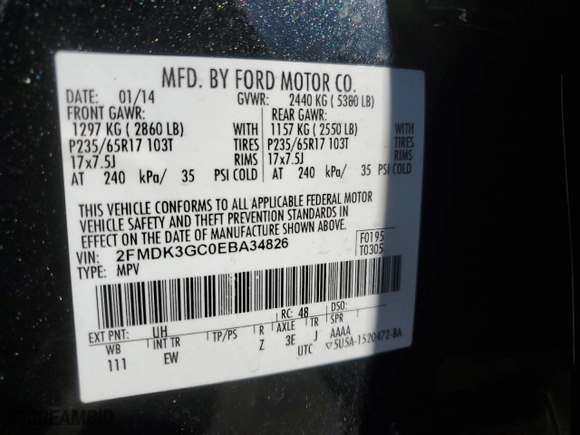 MFD. BY FORD MOTOR CO.
DATE: 01/14 GVWR: 2440 KG ( 5380 LB)
FRONT GAWR: REAR GAWR:
1297 KG ( 2860 LB) WITH 1157 KG ( 2550 LB) WITH
P235/65R17 103T TIRES P235/65R17 103T TIRES
17x7.5J RIMS 17x7.5J RIMS
AT 240 kPa/ 35 PSI COLD AT 240 kPa/ 35 PSI COLD
THIS VEHICLE CONFORMS TO ALL APPLICABLE FEDERAL MOTOR
VEHICLE SAFETY AND THEFT PREVENTION STANDARDS IN
EFFECT ON THE DATE OF MANUFACTURE SHOWN ABOVE.
VIN: 2FMDK3GC0EBA34826 F0195
TYPE: MPV T0305
EXT PNT: UH RC: 48 DSO:
WB INT TR TP/PS R AXLE TR SPR
111 EW Z 3E J AAAA
UTC ▽5U5A-1520472-BA
DREAMBID